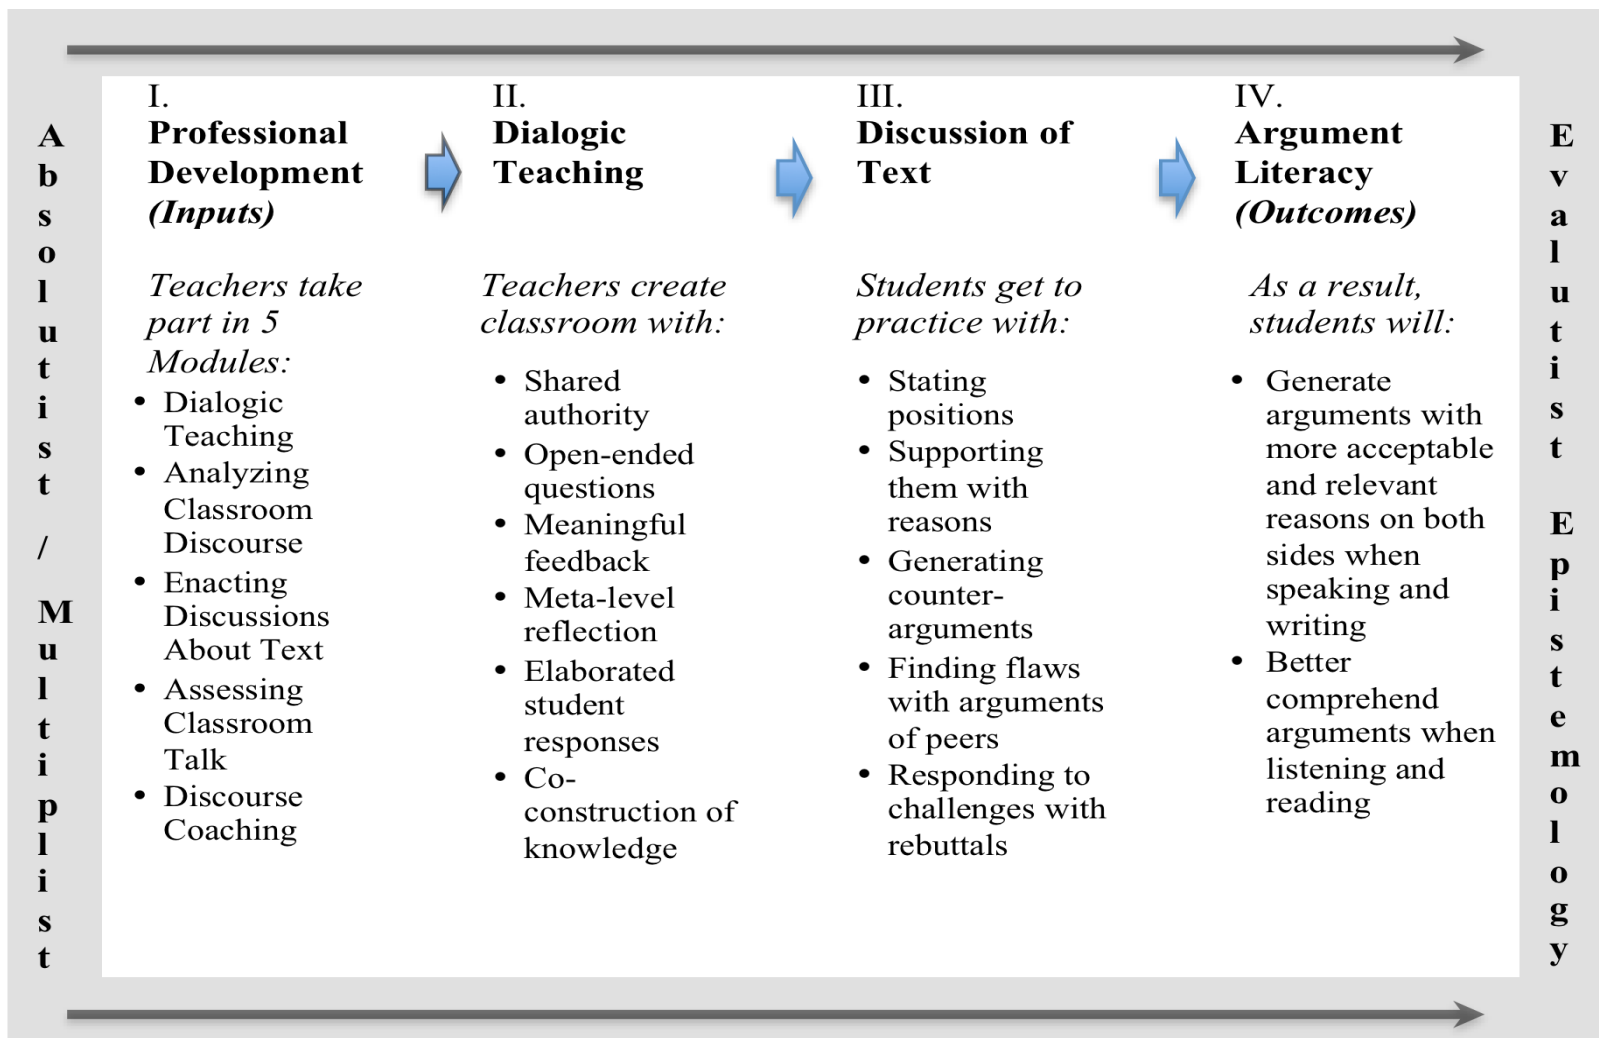 Absolutist / Multiplist
I.
Professional
Development
(Inputs)
Teachers take
part in 5
Modules:
• Dialogic
Teaching
• Analyzing
Classroom
Discourse
• Enacting
Discussions
About Text
• Assessing
Classroom
Talk
• Discourse
Coaching
II.
Dialogic
Teaching
Teachers create
classroom with:
• Shared
authority
• Open-ended
questions
• Meaningful
feedback
• Meta-level
reflection
• Elaborated
student
responses
• Co-
construction of
knowledge
III.
Discussion of
Text
Students get to
practice with:
• Stating
positions
• Supporting
them with
reasons
• Generating
counter-
arguments
• Finding flaws
with arguments
of peers
• Responding to
challenges with
rebuttals
IV.
Argument
Literacy
(Outcomes)
As a result,
students will:
• Generate
arguments with
more acceptable
and relevant
reasons on both
sides when
speaking and
writing
• Better
comprehend
arguments when
listening and
reading
Evalutist Epistemology